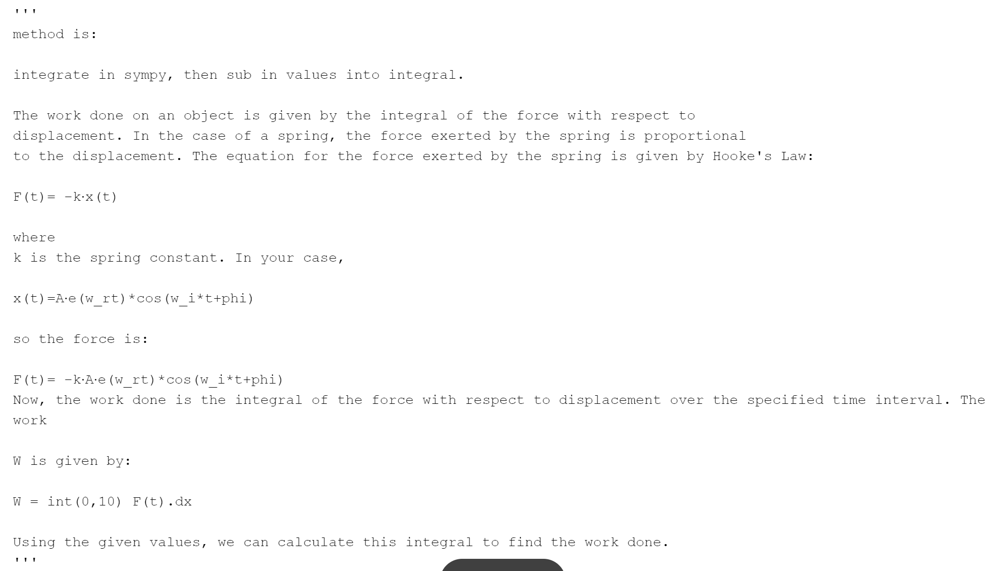 '''
method is:
integrate in sympy, then sub in values into integral.
The work done on an object is given by the integral of the force with respect to
displacement. In the case of a spring, the force exerted by the spring is proportional
to the displacement. The equation for the force exerted by the spring is given by Hooke's Law:
F(t)= −k·x(t)
where
k is the spring constant. In your case,
x(t)=A·e(w_rt)*cos(w_i*t+phi)
so the force is:
F(t)= −k·A·e(w_rt)*cos(w_i*t+phi)
Now, the work done is the integral of the force with respect to displacement over the specified time interval. The
work
W is given by:
W = int(0,10) F(t).dx
Using the given values, we can calculate this integral to find the work done.
'''